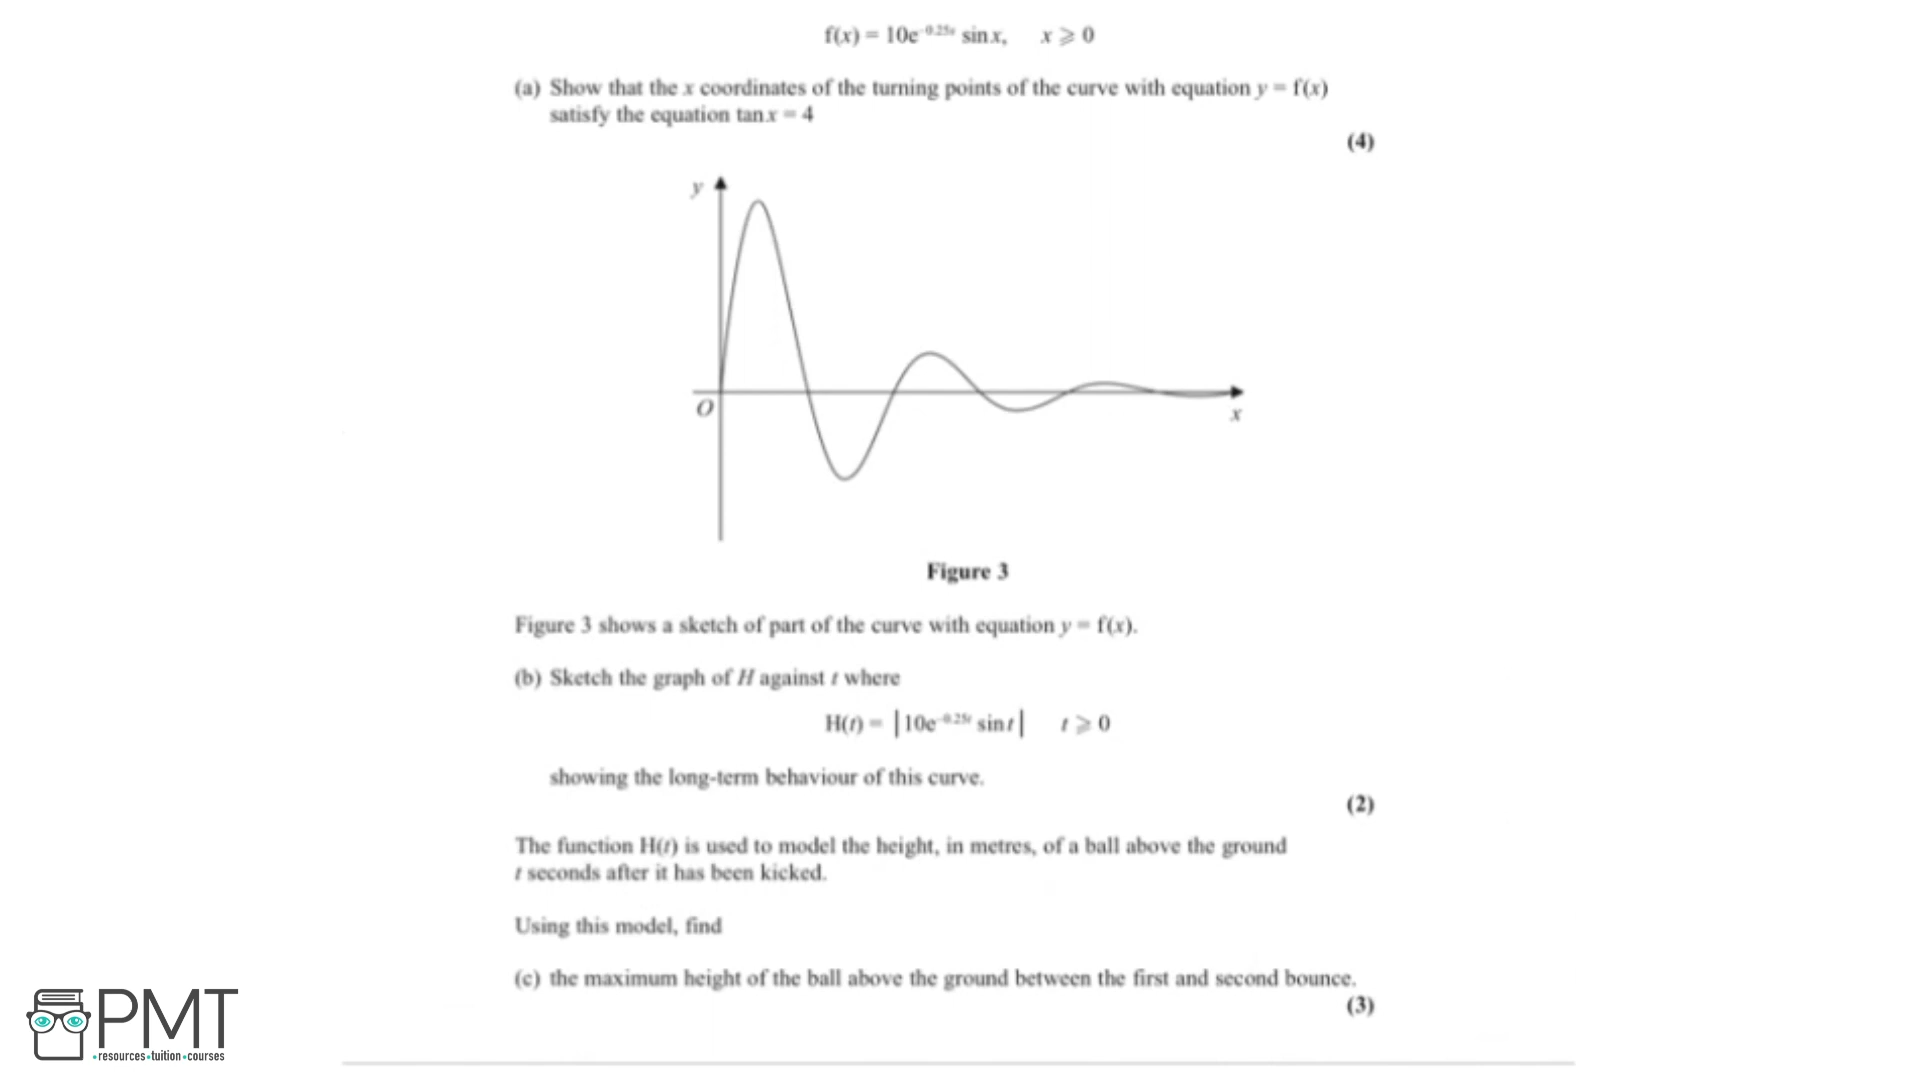 f(x) = 10e^{-0.25x} sin x, x ⩾ 0
(a) Show that the x coordinates of the turning points of the curve with equation y = f(x)
satisfy the equation tan x = 4
(4)
y
O
x
Figure 3
Figure 3 shows a sketch of part of the curve with equation y = f(x).
(b) Sketch the graph of H against t where
H(t) = |10e^{-0.25t} sin t| t ⩾ 0
showing the long-term behaviour of this curve.
(2)
The function H(t) is used to model the height, in metres, of a ball above the ground
t seconds after it has been kicked.
Using this model, find
(c) the maximum height of the ball above the ground between the first and second bounce.
(3)
PMT
•resources•tuition•courses